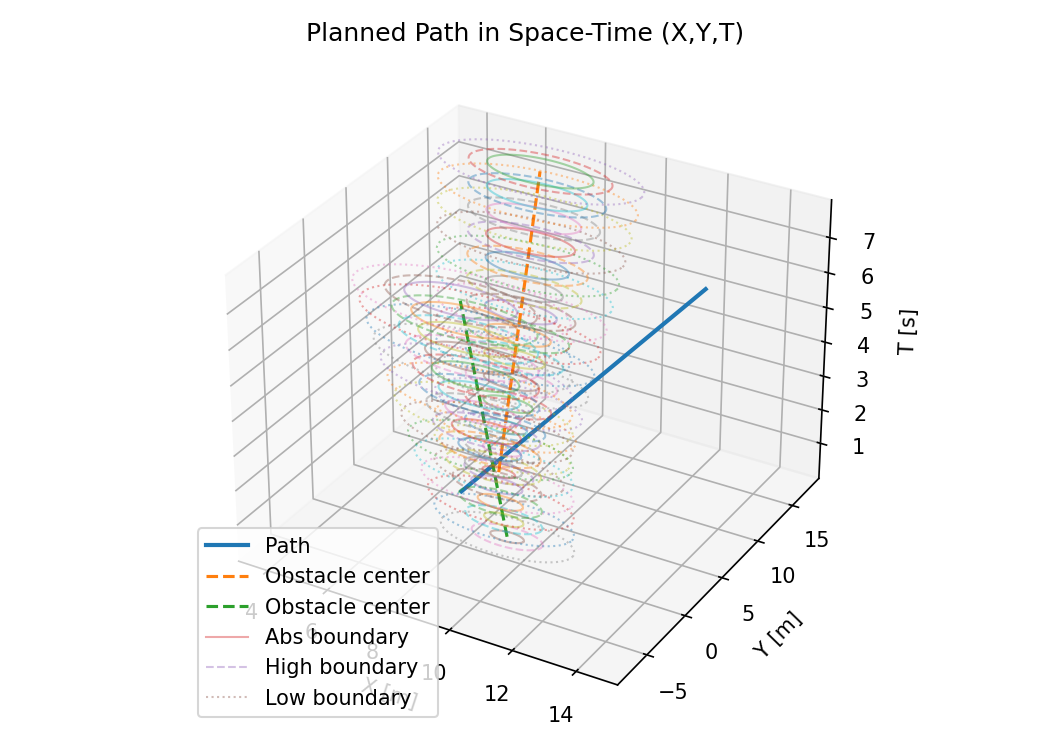 Planned Path in Space-Time (X,Y,T)
7
6
5
4
3
2
1
T [s]
15
10
5
0
−5
Y [m]
4
6
8
10
12
14
Path
Obstacle center
Obstacle center
Abs boundary
High boundary
Low boundary